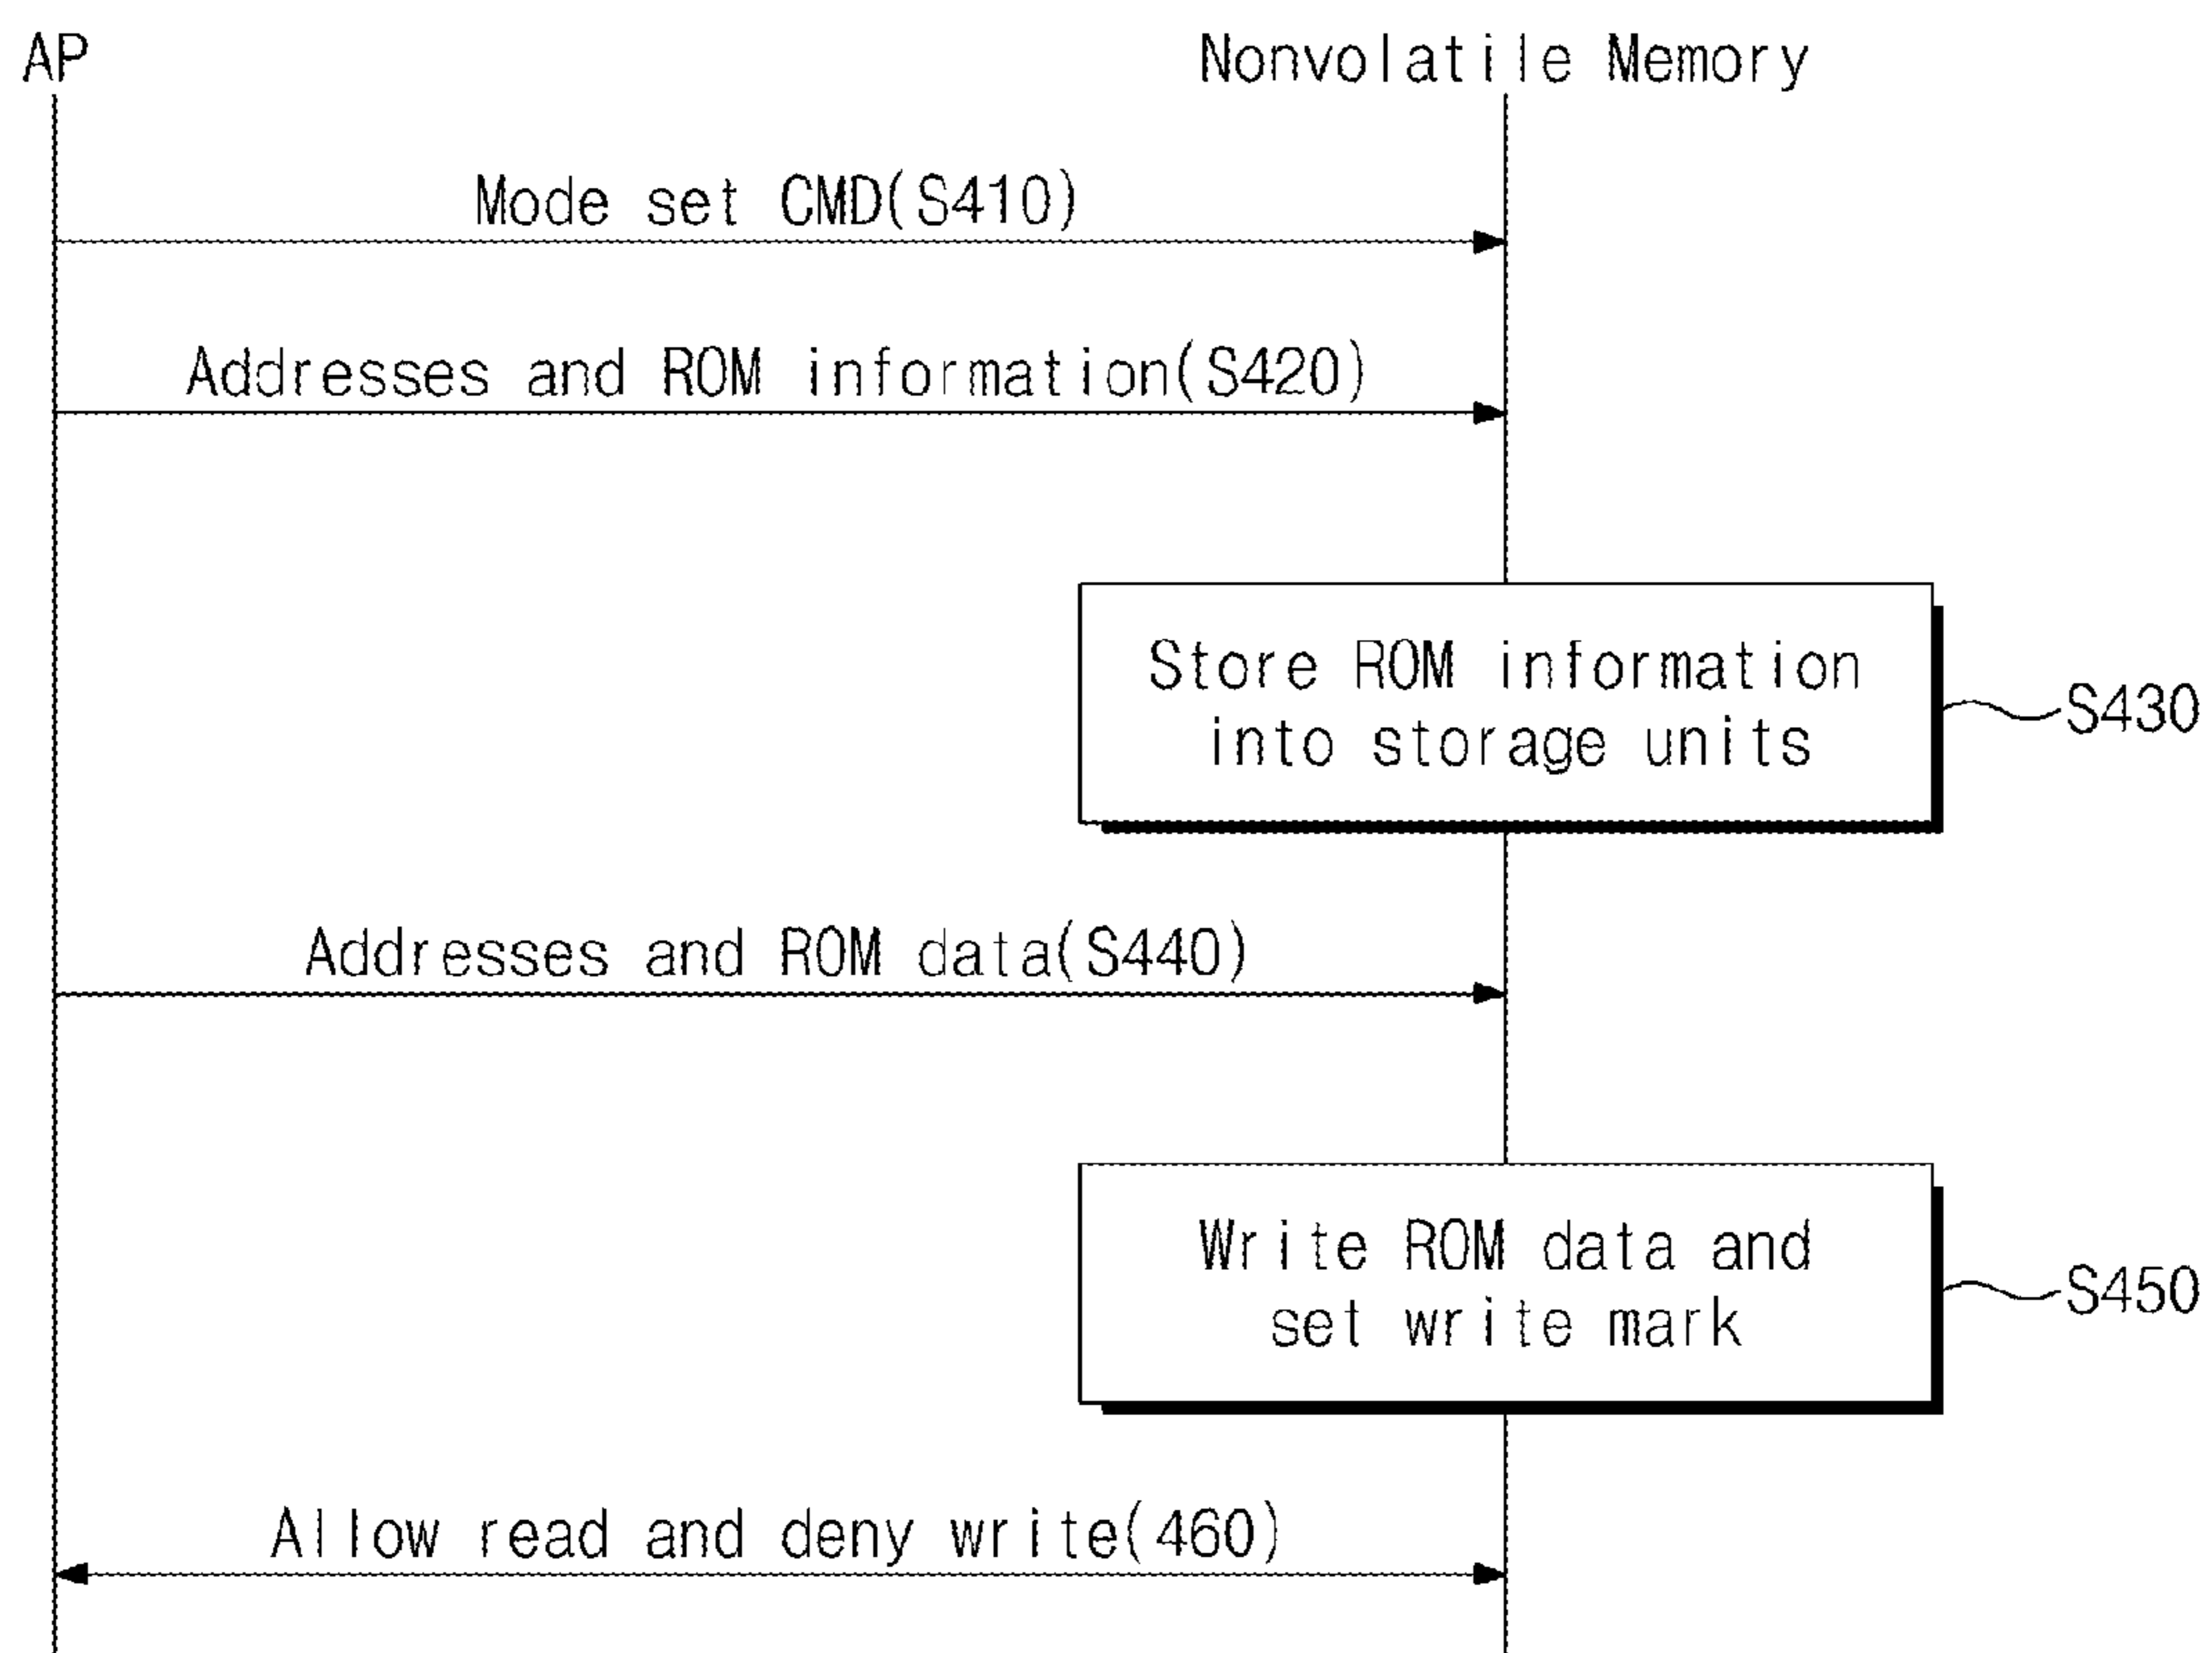 AP
Nonvolatile Memory
Mode set CMD(S410)
Addresses and ROM information(S420)
Store ROM information
into storage units
S430
Addresses and ROM data(S440)
Write ROM data and
set write mark
S450
Allow read and deny write(460)